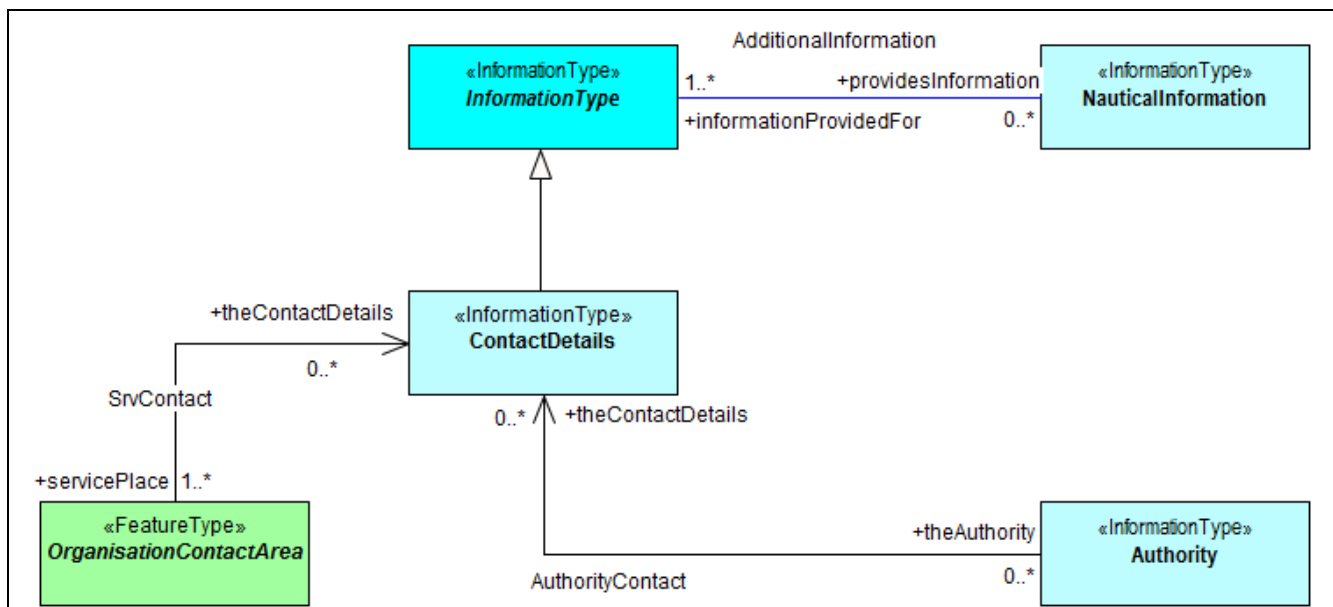 AdditionalInformation
«InformationType»
InformationType
1..*
+providesInformation
+informationProvidedFor
0..*
«InformationType»
NauticalInformation
+theContactDetails
0..*
«InformationType»
ContactDetails
SrvContact
0..*
+theContactDetails
+servicePlace
1..*
«FeatureType»
OrganisationContactArea
+theAuthority
0..*
AuthorityContact
«InformationType»
Authority